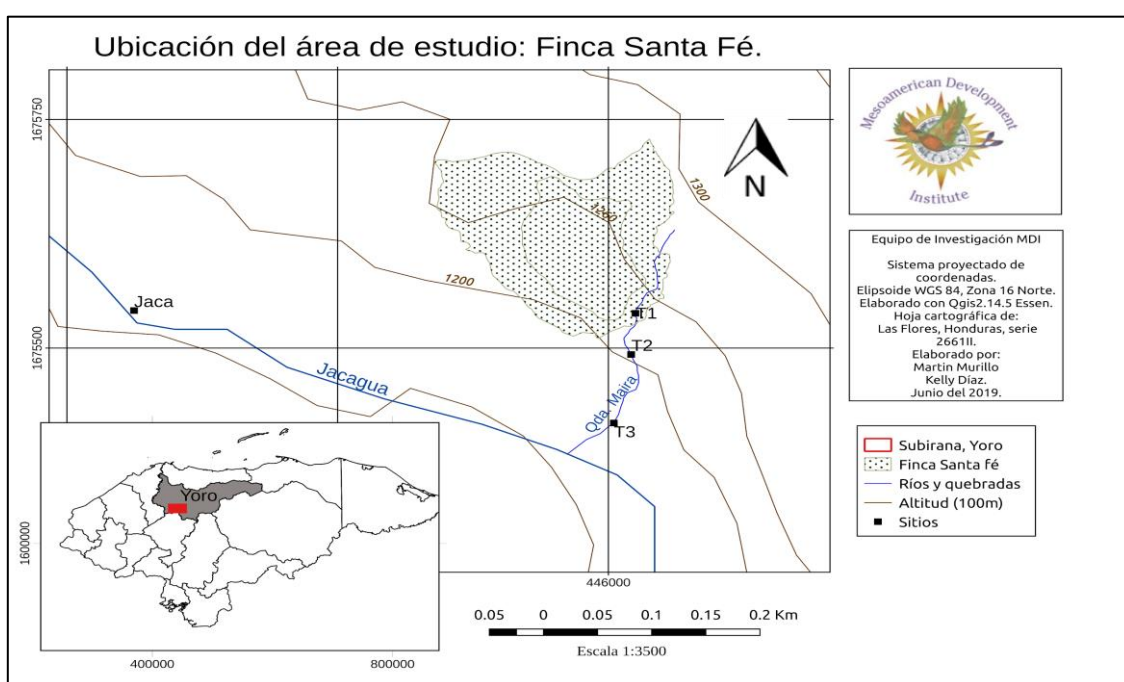 Ubicación del área de estudio: Finca Santa Fé.
1675750
1675500
1600000
1300
1260
1200
N
Jaca
T1
T2
T3
Jacagua
Qda. Maira
Yoro
446000
400000
800000
0.05 0 0.05 0.1 0.15 0.2 Km
Escala 1:3500
Mesoamerican Development
Institute
Equipo de Investigación MDI
Sistema proyectado de
coordenadas.
Elipsoide WGS 84, Zona 16 Norte.
Elaborado con Qgis2.14.5 Essen.
Hoja cartográfica de:
Las Flores, Honduras, serie
2661II.
Elaborado por:
Martin Murillo
Kelly Díaz.
Junio del 2019.
Subirana, Yoro
Finca Santa fé
Ríos y quebradas
Altitud (100m)
Sitios